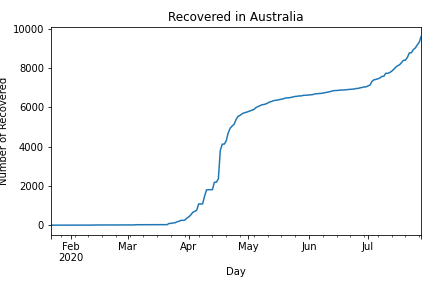 Recovered in Australia
Number of Recovered
10000
8000
6000
4000
2000
0
Feb
2020
Mar
Apr
May
Jun
Jul
Day